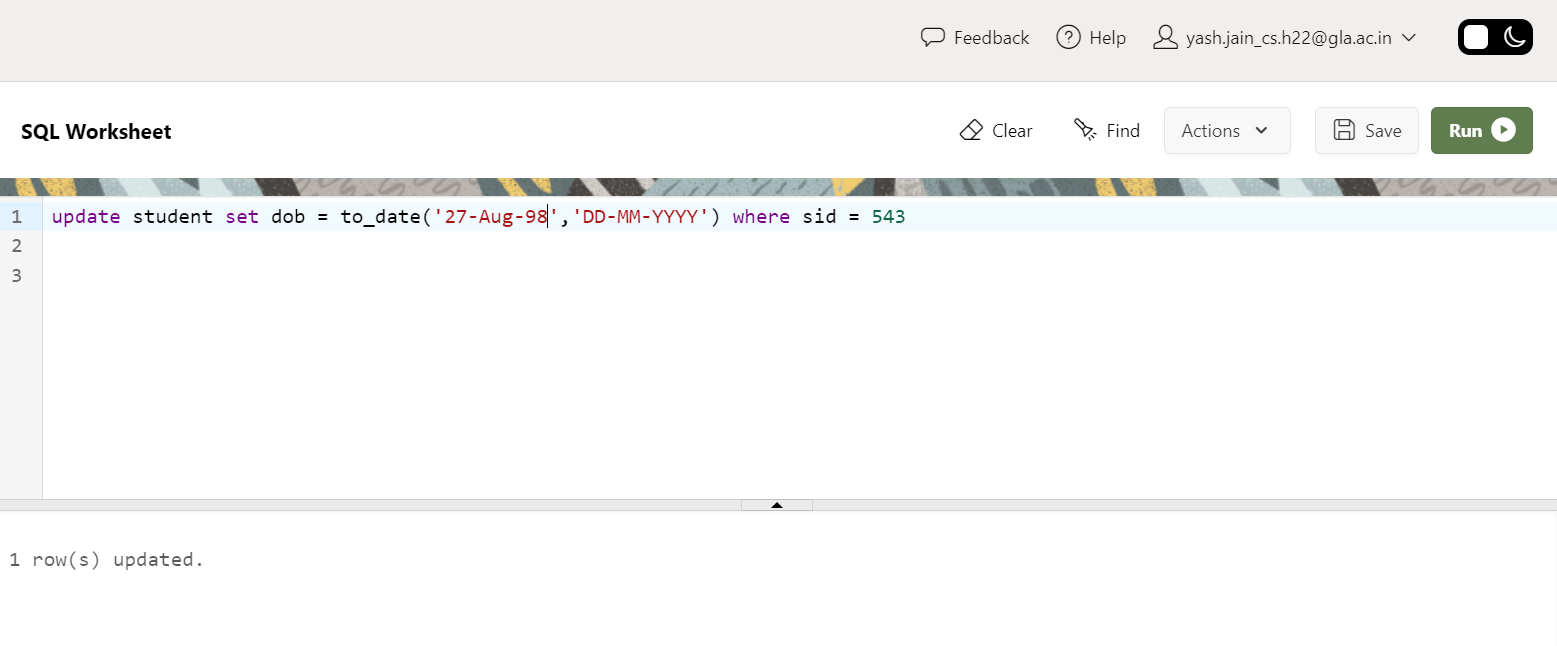 Feedback Help yash.jain_cs.h22@gla.ac.in
SQL Worksheet Clear Find Actions Save Run
1 update student set dob = to_date('27-Aug-98','DD-MM-YYYY') where sid = 543
2
3
1 row(s) updated.